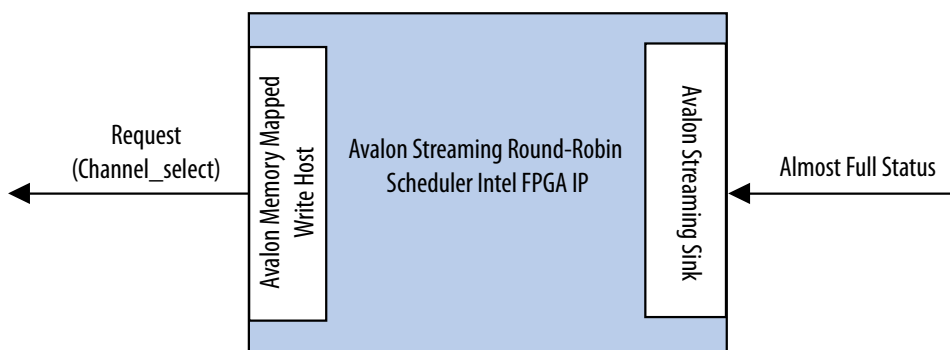 Request
(Channel_select)
Avalon Memory Mapped
Write Host
Avalon Streaming Round-Robin
Scheduler Intel FPGA IP
Avalon Streaming Sink
Almost Full Status